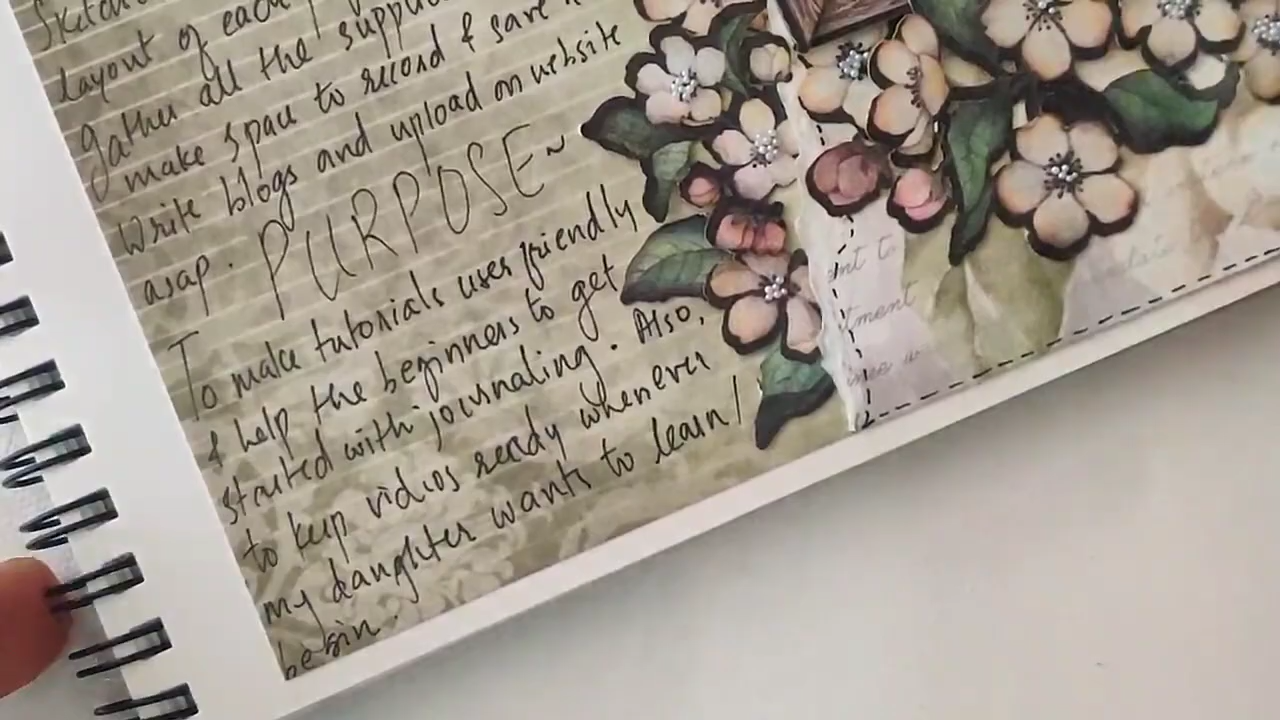 layout of each
gather all the
make space to record & save
Write blogs and upload on website
asap.
PURPOSE~
To make tutorials user friendly
& help the beginners to get
started with journaling. Also,
to keep videos ready whenever
my daughter wants to learn/
begin.
tment